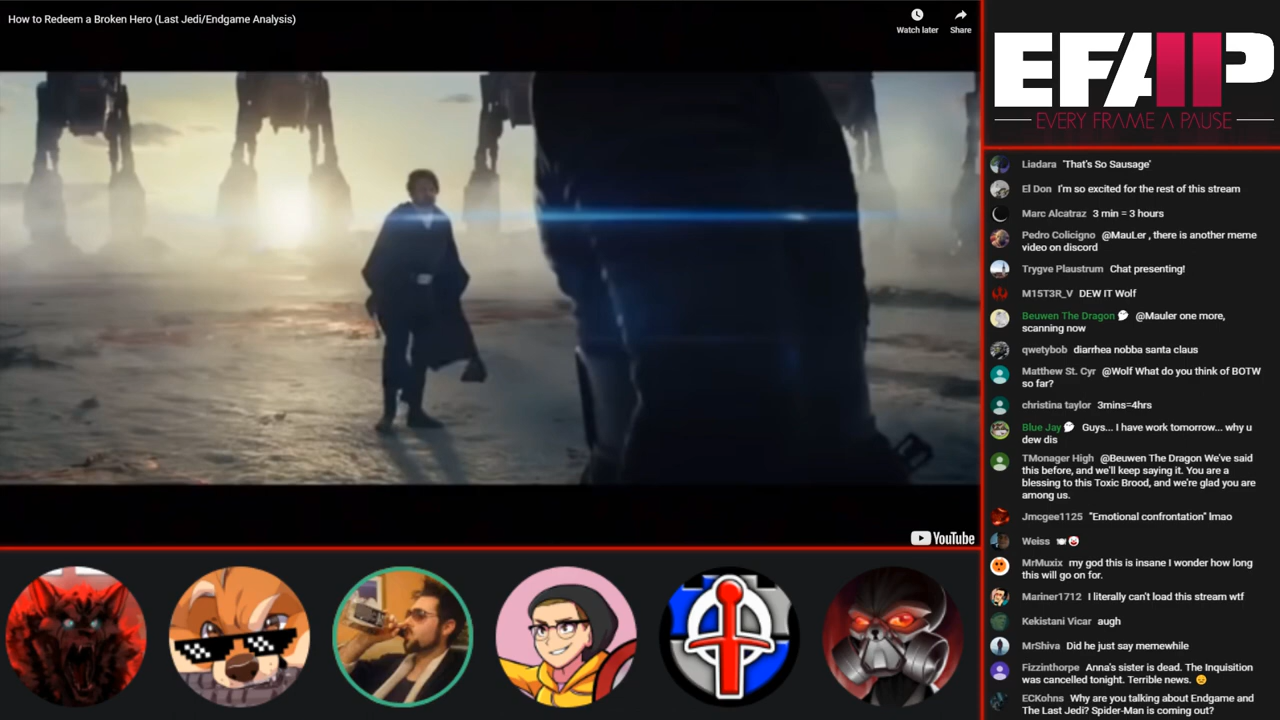 How to Redeem a Broken Hero (Last Jedi/Endgame Analysis)
Watch later
Share
YouTube
EFAP
EVERY FRAME A PAUSE
Liadara 'That's So Sausage'
El Don I'm so excited for the rest of this stream
Marc Alcatraz 3 min = 3 hours
Pedro Colicigno @MauLer , there is another meme
video on discord
Trygve Plaustrum Chat presenting!
M15T3R_V DEW IT Wolf
Beuwen The Dragon @Mauler one more,
scanning now
qwetybob diarrhea nobba santa claus
Matthew St. Cyr @Wolf What do you think of BOTW
so far?
christina taylor 3mins=4hrs
Blue Jay Guys... I have work tomorrow... why u
dew dis
TMonager High @Beuwen The Dragon We've said
this before, and we'll keep saying it. You are a
blessing to this Toxic Brood, and we're glad you are
among us.
Jmcgee1125 "Emotional confrontation" lmao
Weiss
MrMuxix my god this is insane I wonder how long
this will go on for.
Mariner1712 I literally can't load this stream wtf
Kekistani Vicar augh
MrShiva Did he just say memewhile
Fizzinthorpe Anna's sister is dead. The Inquisition
was cancelled tonight. Terrible news.
ECKohns Why are you talking about Endgame and
The Last Jedi? Spider-Man is coming out?